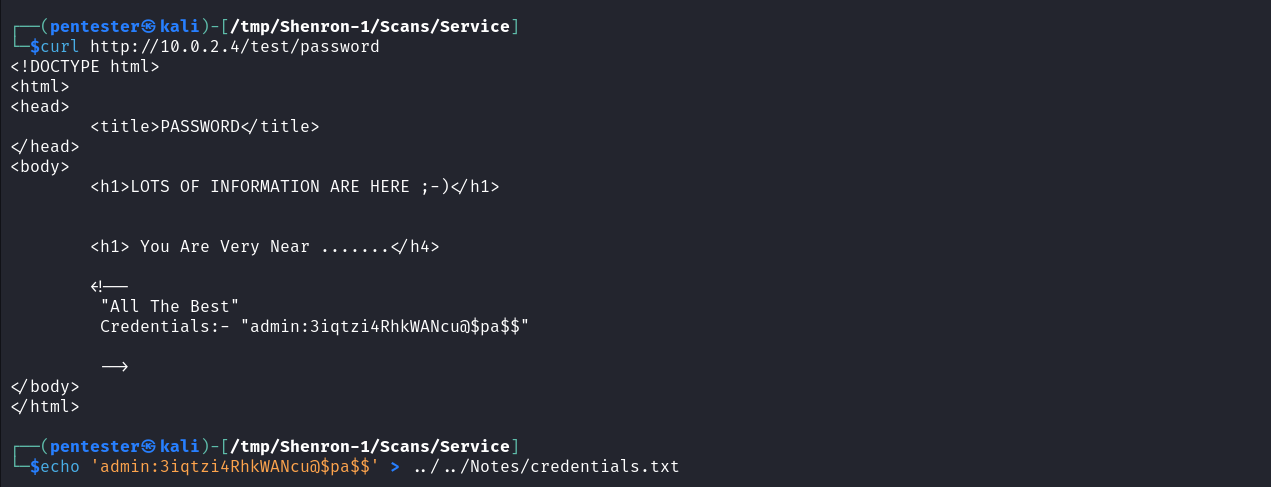 ┌──(pentester㉿kali)-[/tmp/Shenron-1/Scans/Service]
└─$curl http://10.0.2.4/test/password
<!DOCTYPE html>
<html>
<head>
        <title>PASSWORD</title>
</head>
<body>
        <h1>LOTS OF INFORMATION ARE HERE ;-)</h1>
        <h1> You Are Very Near .......</h4>
        <!---
         "All The Best"
         Credentials:- "admin:3iqtzi4RhkWANcu@$pa$$"
         -->
</body>
</html>
┌──(pentester㉿kali)-[/tmp/Shenron-1/Scans/Service]
└─$echo 'admin:3iqtzi4RhkWANcu@$pa$$' > ../../Notes/credentials.txt